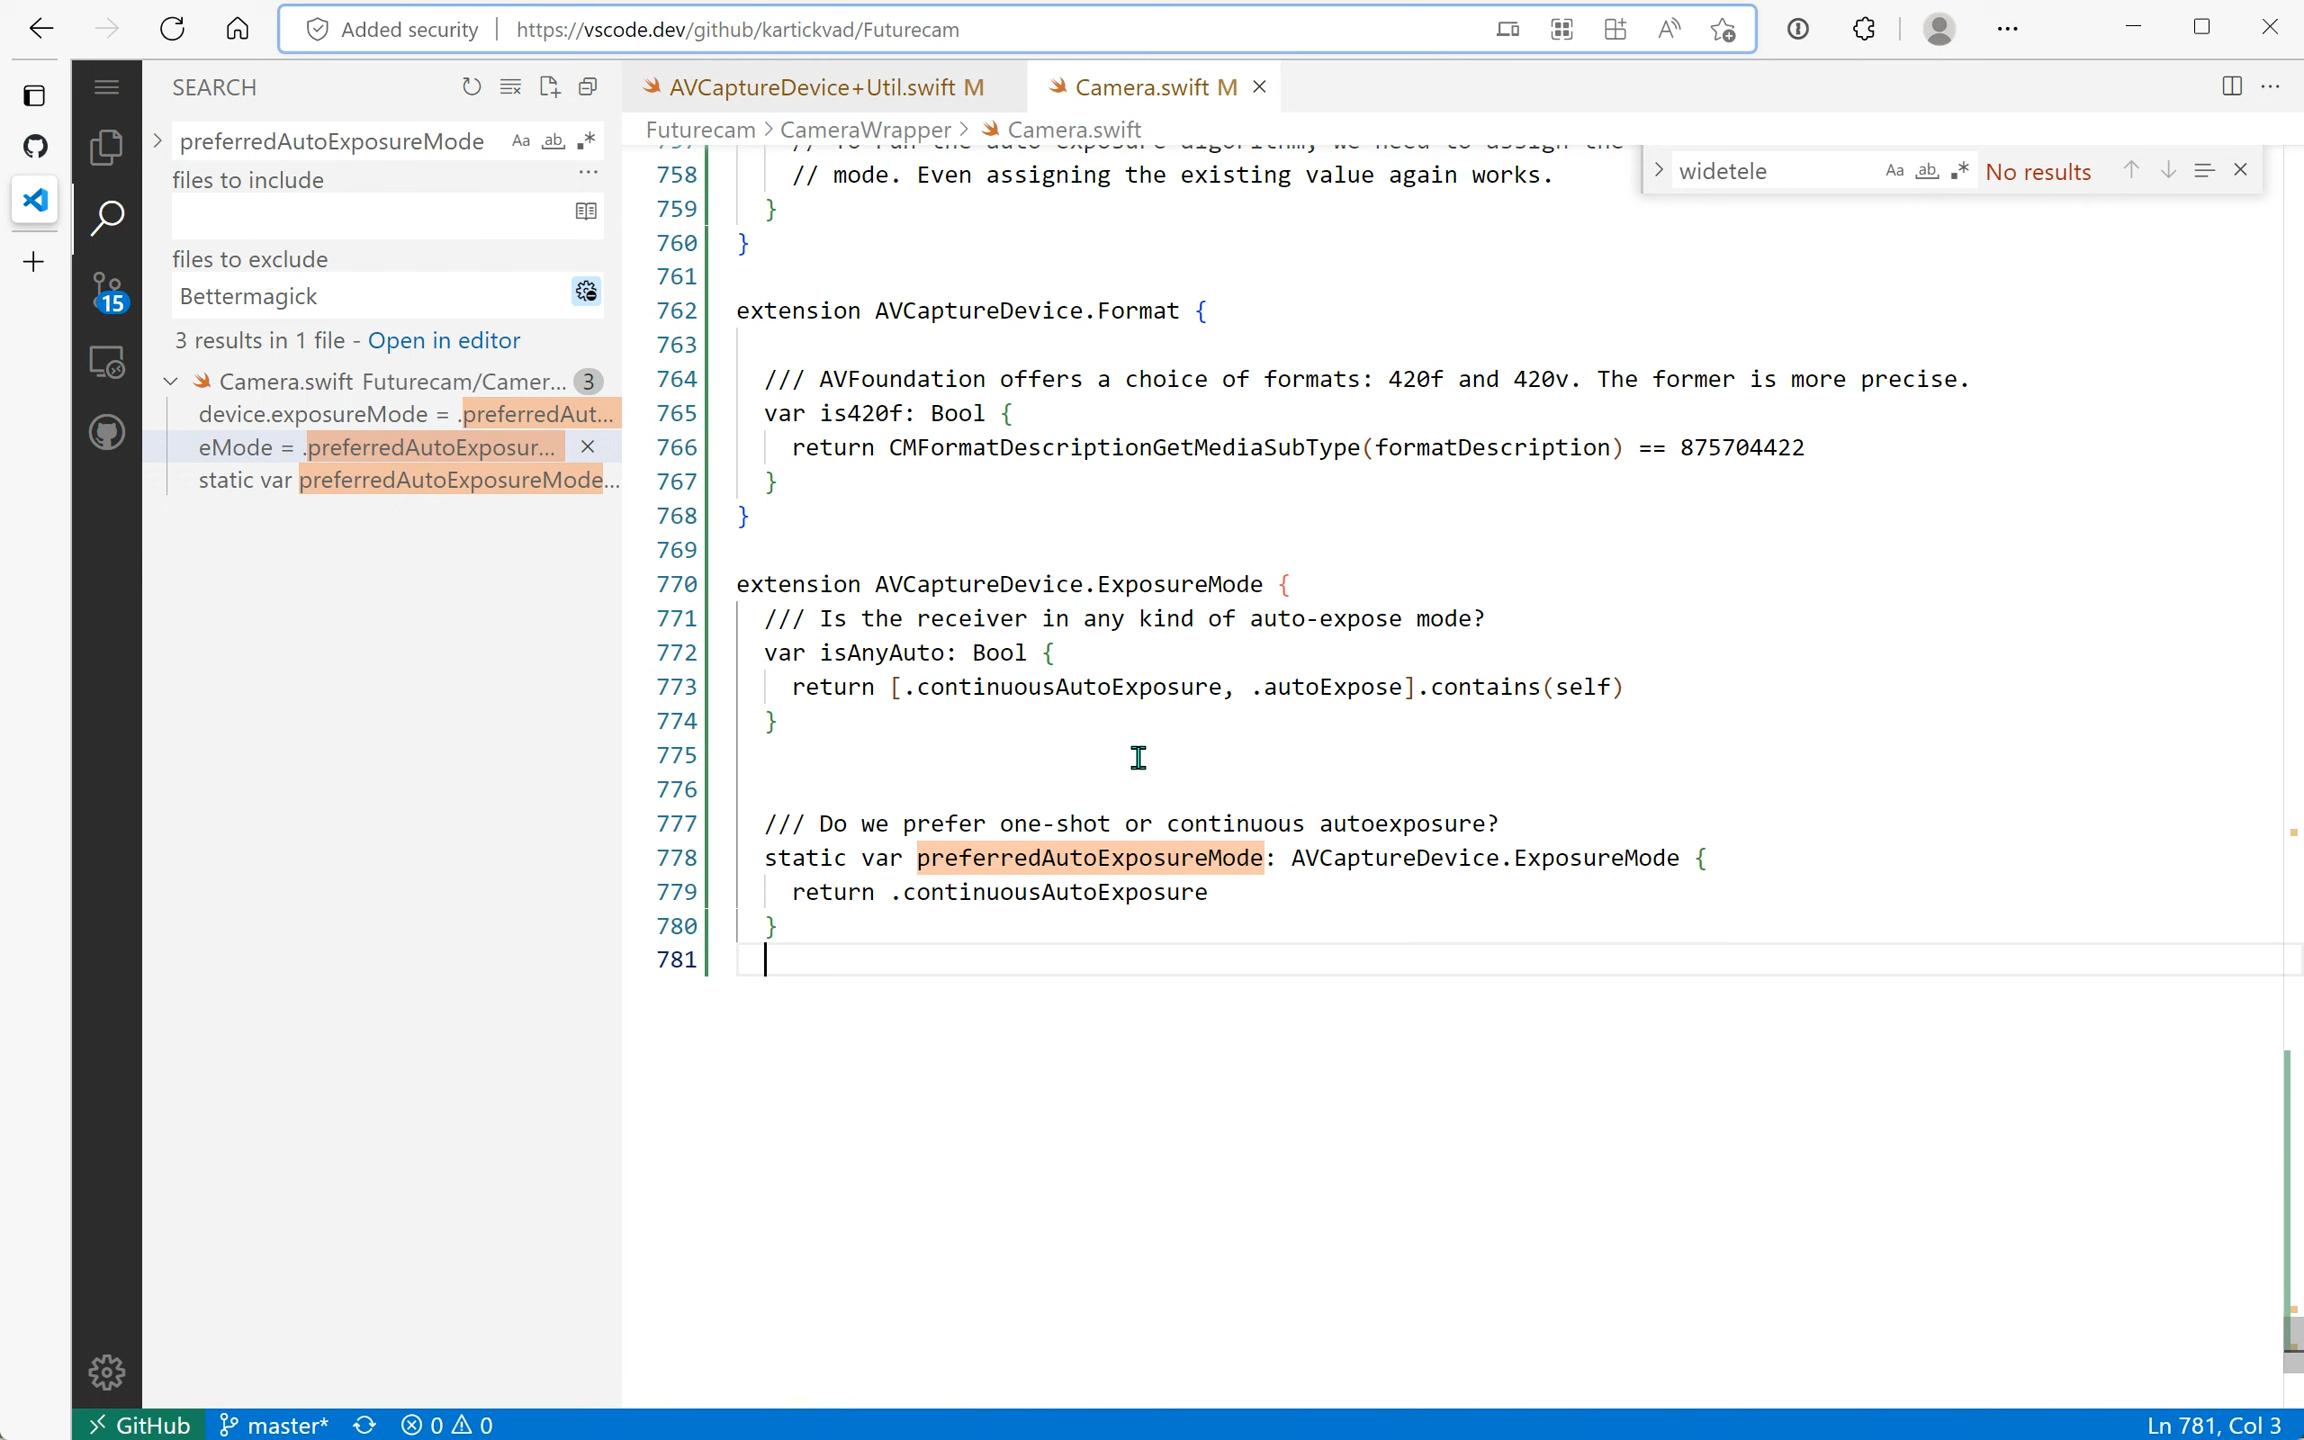 Added security | https://vscode.dev/github/kartickvad/Futurecam
SEARCH
preferredAutoExposureMode
files to include
files to exclude
Bettermagick
3 results in 1 file - Open in editor
Camera.swift Futurecam/Camer... 3
device.exposureMode = .preferredAut...
eMode = .preferredAutoExposur...
static var preferredAutoExposureMode...
15
AVCaptureDevice+Util.swift M
Camera.swift M
Futurecam > CameraWrapper > Camera.swift
widetele
Aa ab No results
758 // mode. Even assigning the existing value again works.
759 }
760 }
761
762 extension AVCaptureDevice.Format {
763
764 /// AVFoundation offers a choice of formats: 420f and 420v. The former is more precise.
765 var is420f: Bool {
766 return CMFormatDescriptionGetMediaSubType(formatDescription) == 875704422
767 }
768 }
769
770 extension AVCaptureDevice.ExposureMode {
771 /// Is the receiver in any kind of auto-expose mode?
772 var isAnyAuto: Bool {
773 return [.continuousAutoExposure, .autoExpose].contains(self)
774 }
775
776
777 /// Do we prefer one-shot or continuous autoexposure?
778 static var preferredAutoExposureMode: AVCaptureDevice.ExposureMode {
779 return .continuousAutoExposure
780 }
781
GitHub master* 0 0
Ln 781, Col 3